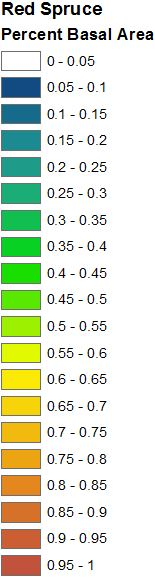 Red Spruce
Percent Basal Area
0 - 0.05
0.05 - 0.1
0.1 - 0.15
0.15 - 0.2
0.2 - 0.25
0.25 - 0.3
0.3 - 0.35
0.35 - 0.4
0.4 - 0.45
0.45 - 0.5
0.5 - 0.55
0.55 - 0.6
0.6 - 0.65
0.65 - 0.7
0.7 - 0.75
0.75 - 0.8
0.8 - 0.85
0.85 - 0.9
0.9 - 0.95
0.95 - 1